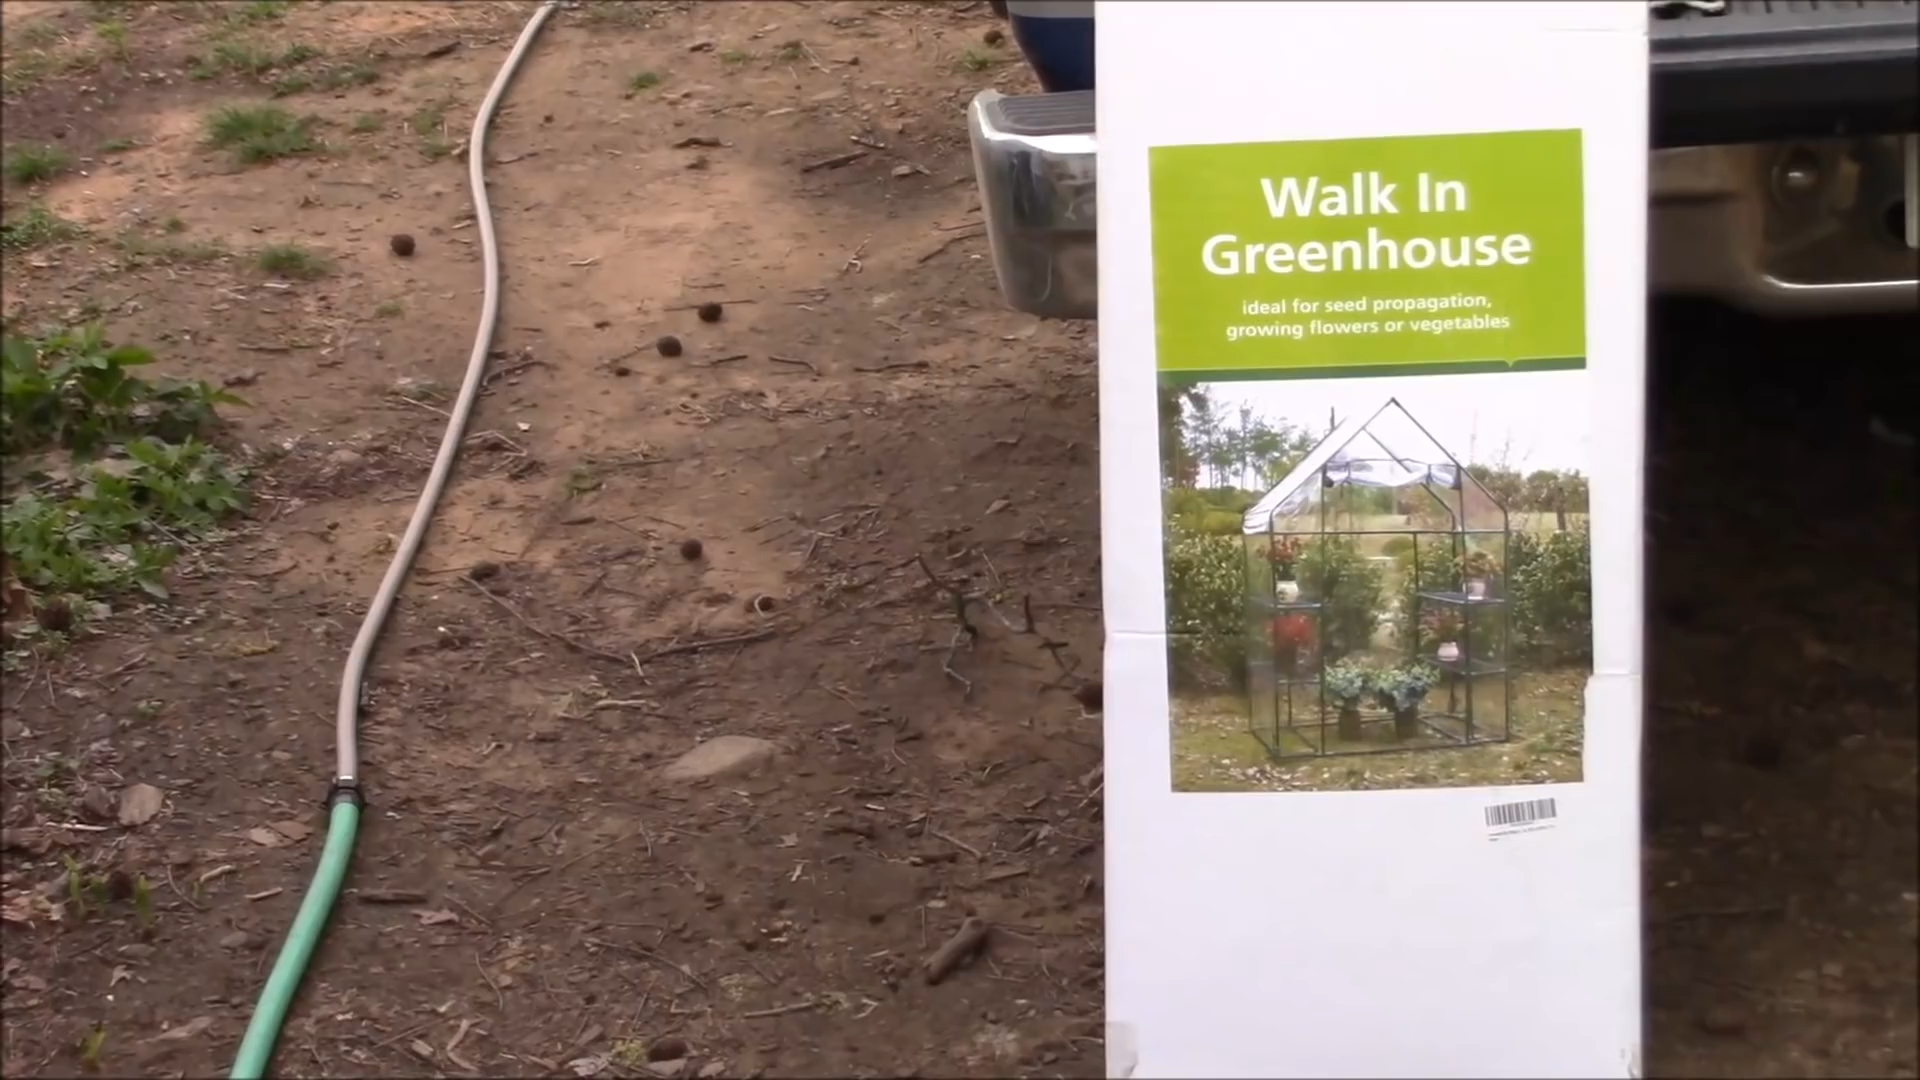 Walk In
Greenhouse
ideal for seed propagation,
growing flowers or vegetables